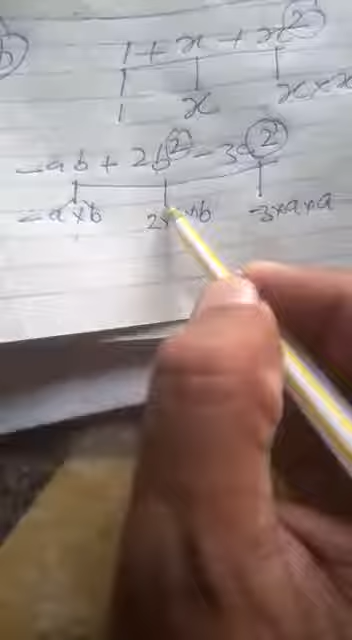 b)
1 + x + x²
1 x x × x
-ab + 2b² - 3a²
-a×b 2× ×b 3×a×a